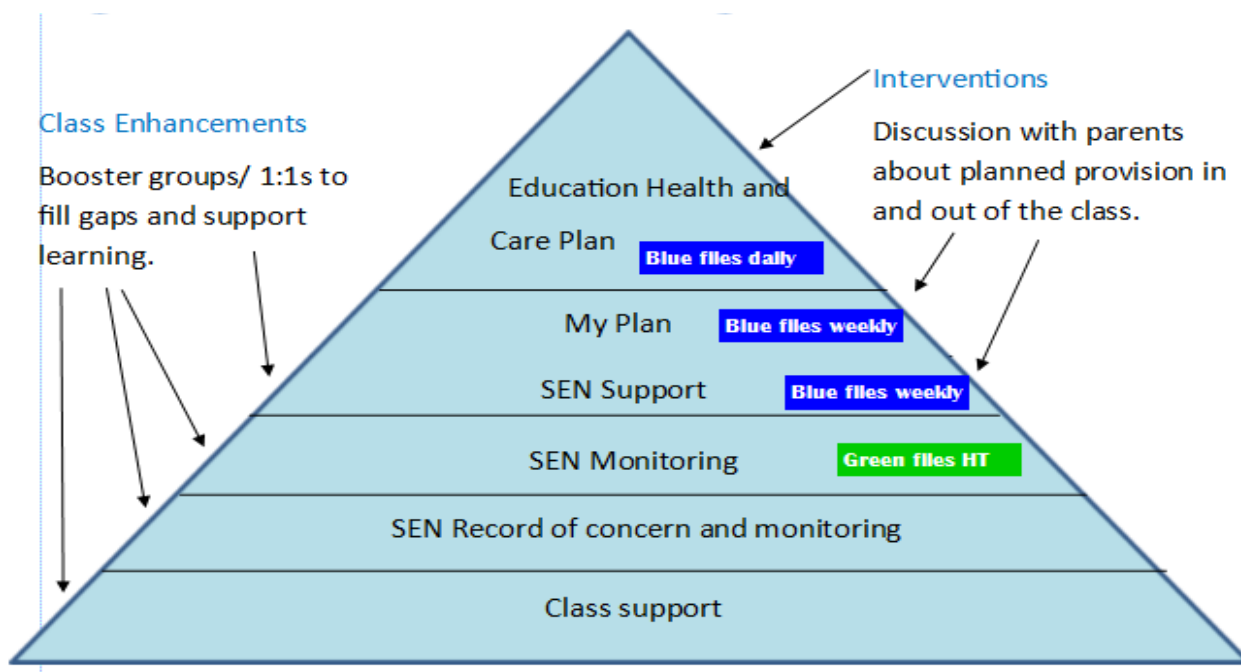 Class Enhancements
Booster groups/ 1:1s to
fill gaps and support
learning.
Interventions
Discussion with parents
about planned provision in
and out of the class.
Education Health and
Care Plan
Blue files daily
My Plan
Blue files weekly
SEN Support
Blue files weekly
SEN Monitoring
Green files HT
SEN Record of concern and monitoring
Class support